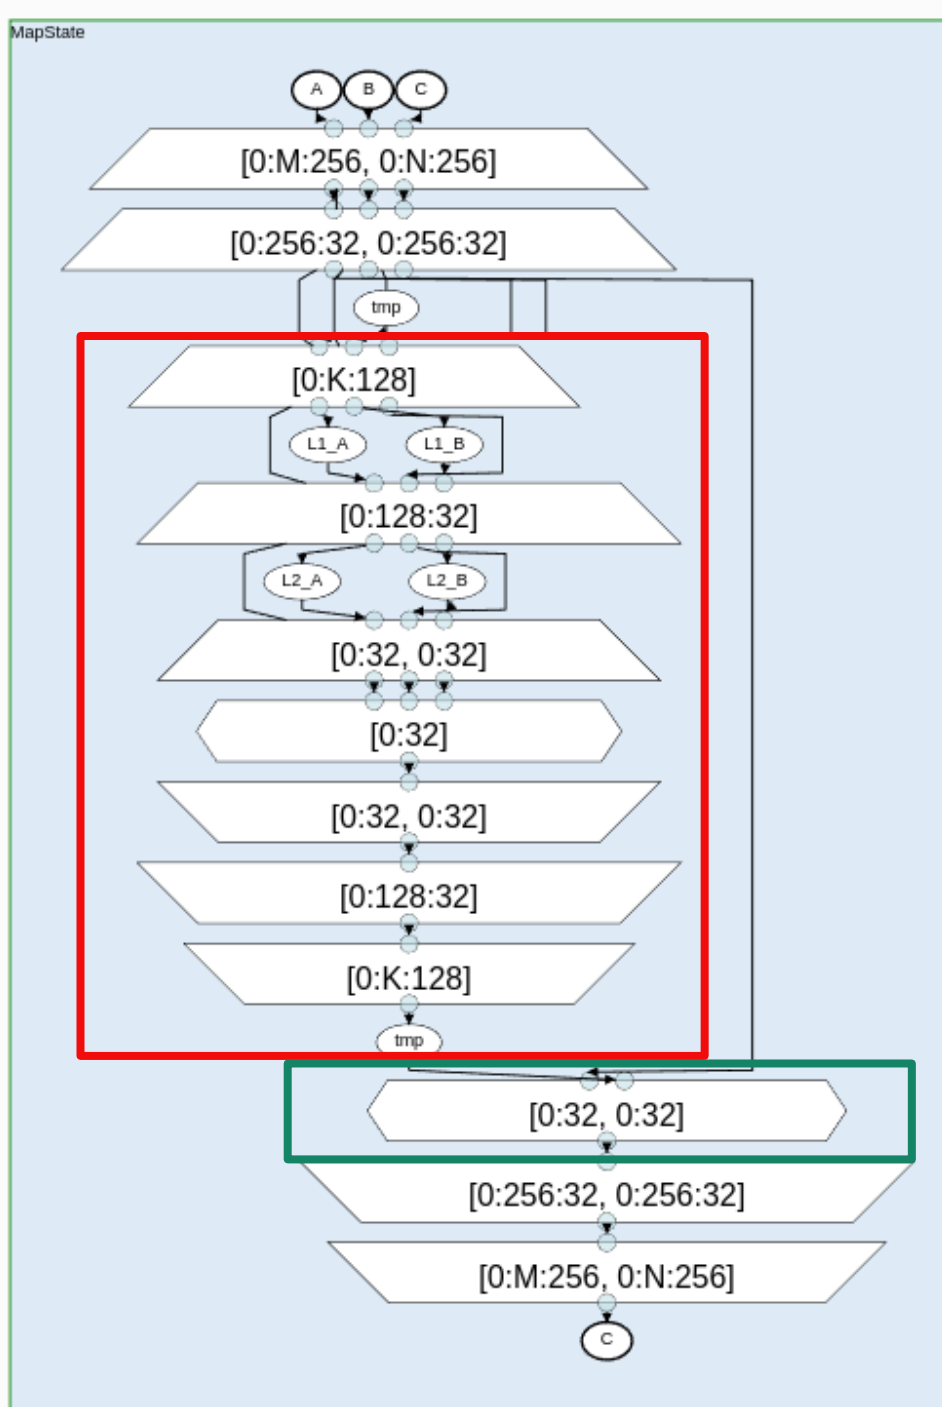 MapState
A B C
[0:M:256, 0:N:256]
[0:256:32, 0:256:32]
tmp
[0:K:128]
L1_A L1_B
[0:128:32]
L2_A L2_B
[0:32, 0:32]
[0:32]
[0:32, 0:32]
[0:128:32]
[0:K:128]
tmp
[0:32, 0:32]
[0:256:32, 0:256:32]
[0:M:256, 0:N:256]
C